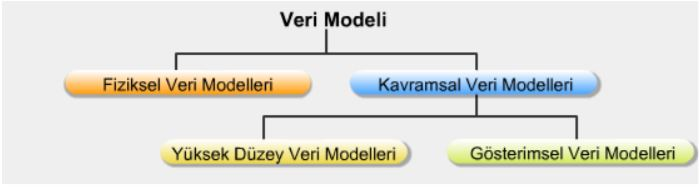 Veri Modeli
Fiziksel Veri Modelleri
Kavramsal Veri Modelleri
Yüksek Düzey Veri Modelleri
Gösterimsel Veri Modelleri